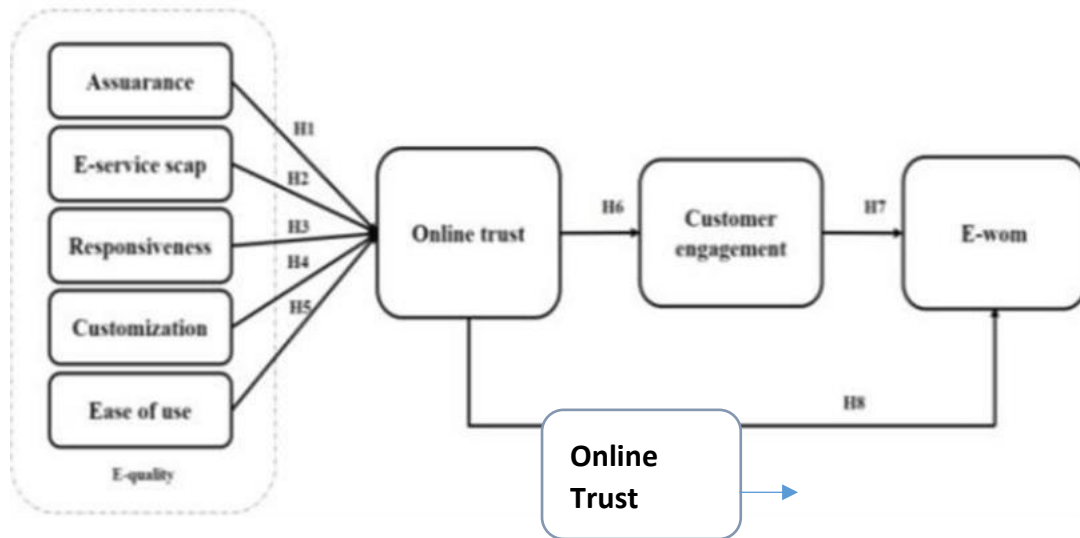 Assuarance
H1
E-service scap
H2
Responsiveness
H3
H4
Customization
H5
Ease of use
E-quality
Online trust
H6
Customer
engagement
H7
E-wom
H8
Online
Trust